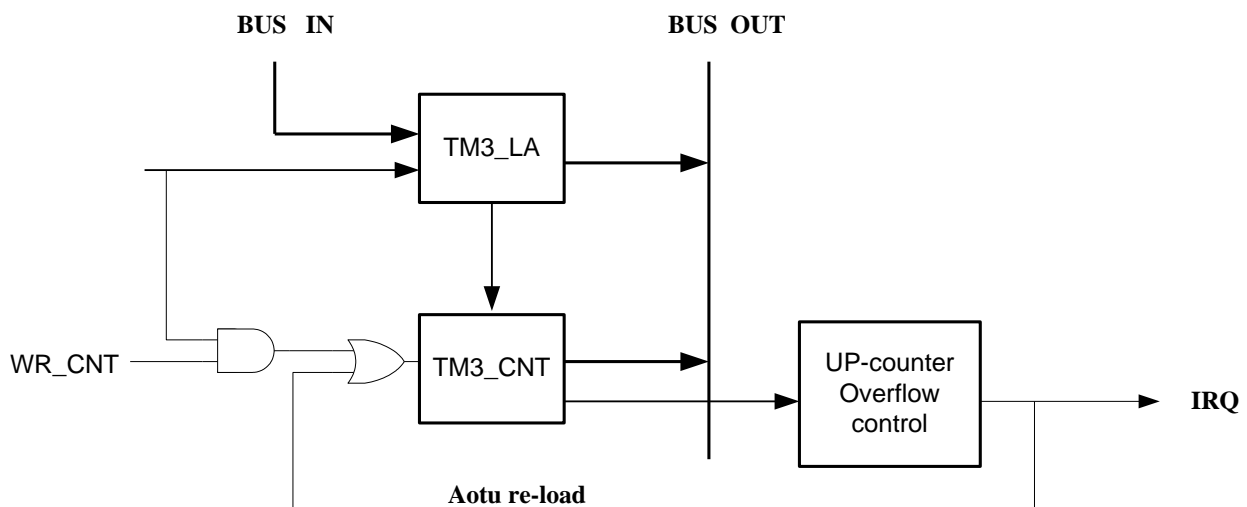 BUS IN
BUS OUT
TM3_LA
WR_CNT
TM3_CNT
UP-counter
Overflow
control
IRQ
Aotu re-load